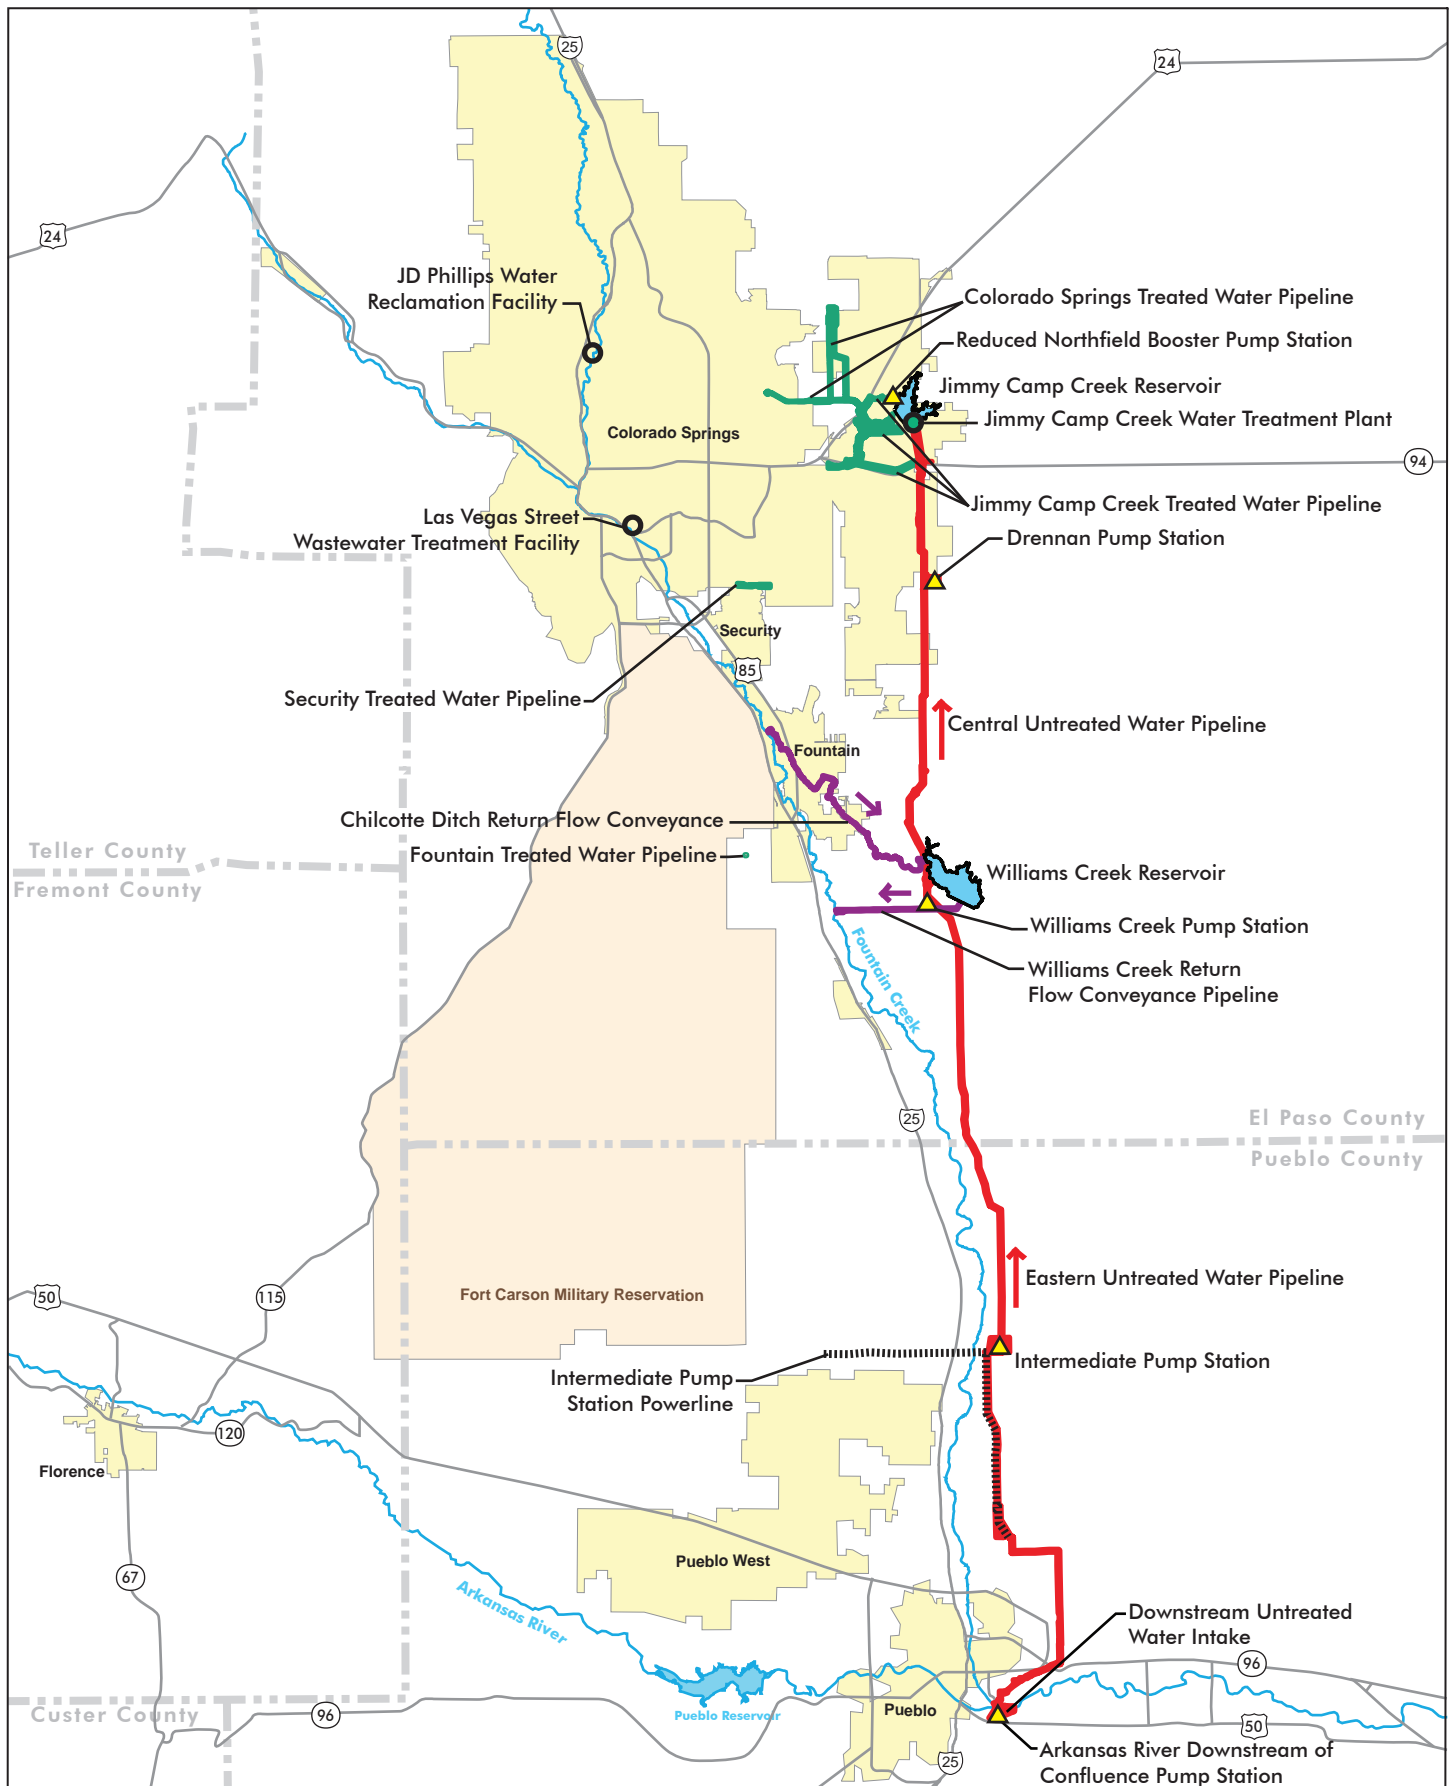 25
24
24
JD Phillips Water
Reclamation Facility
Colorado Springs Treated Water Pipeline
Reduced Northfield Booster Pump Station
Jimmy Camp Creek Reservoir
Jimmy Camp Creek Water Treatment Plant
Colorado Springs
94
Jimmy Camp Creek Treated Water Pipeline
Las Vegas Street
Wastewater Treatment Facility
Drennan Pump Station
Security
85
Security Treated Water Pipeline
Central Untreated Water Pipeline
Fountain
Chilcotte Ditch Return Flow Conveyance
Fountain Treated Water Pipeline
Teller County
Fremont County
Williams Creek Reservoir
Williams Creek Pump Station
Williams Creek Return
Flow Conveyance Pipeline
Fountain Creek
25
El Paso County
Pueblo County
Eastern Untreated Water Pipeline
50
115
Fort Carson Military Reservation
Intermediate Pump Station
Intermediate Pump
Station Powerline
120
Florence
67
Pueblo West
Arkansas River
Downstream Untreated
Water Intake
96
Custer County
96
Pueblo Reservoir
Pueblo
50
25
Arkansas River Downstream of
Confluence Pump Station